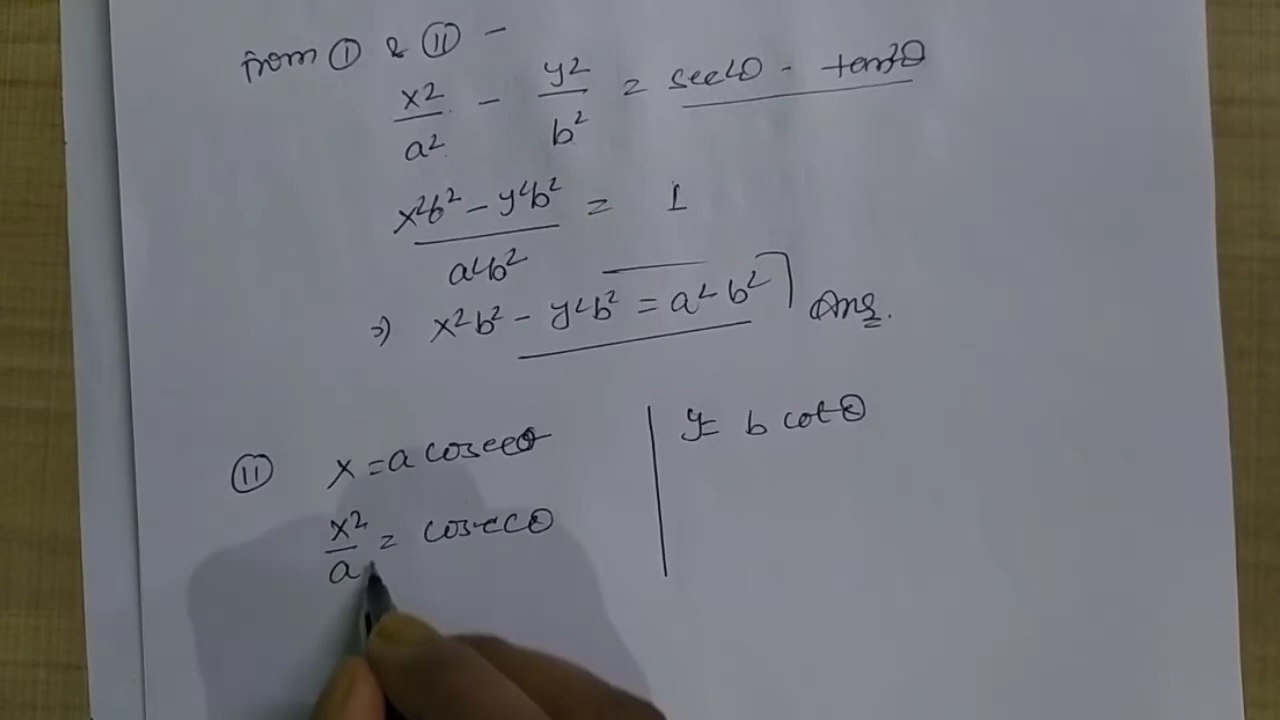 from ① & ⑪ -
x²/a² - y²/b² = sec²θ - tan²θ
x²b² - y²b²/a²b² = 1
⇒) x²b² - y²b² = a²b² Ans.
⑪ x = a cosecθ | y = b cotθ
x²/a = cosecθ